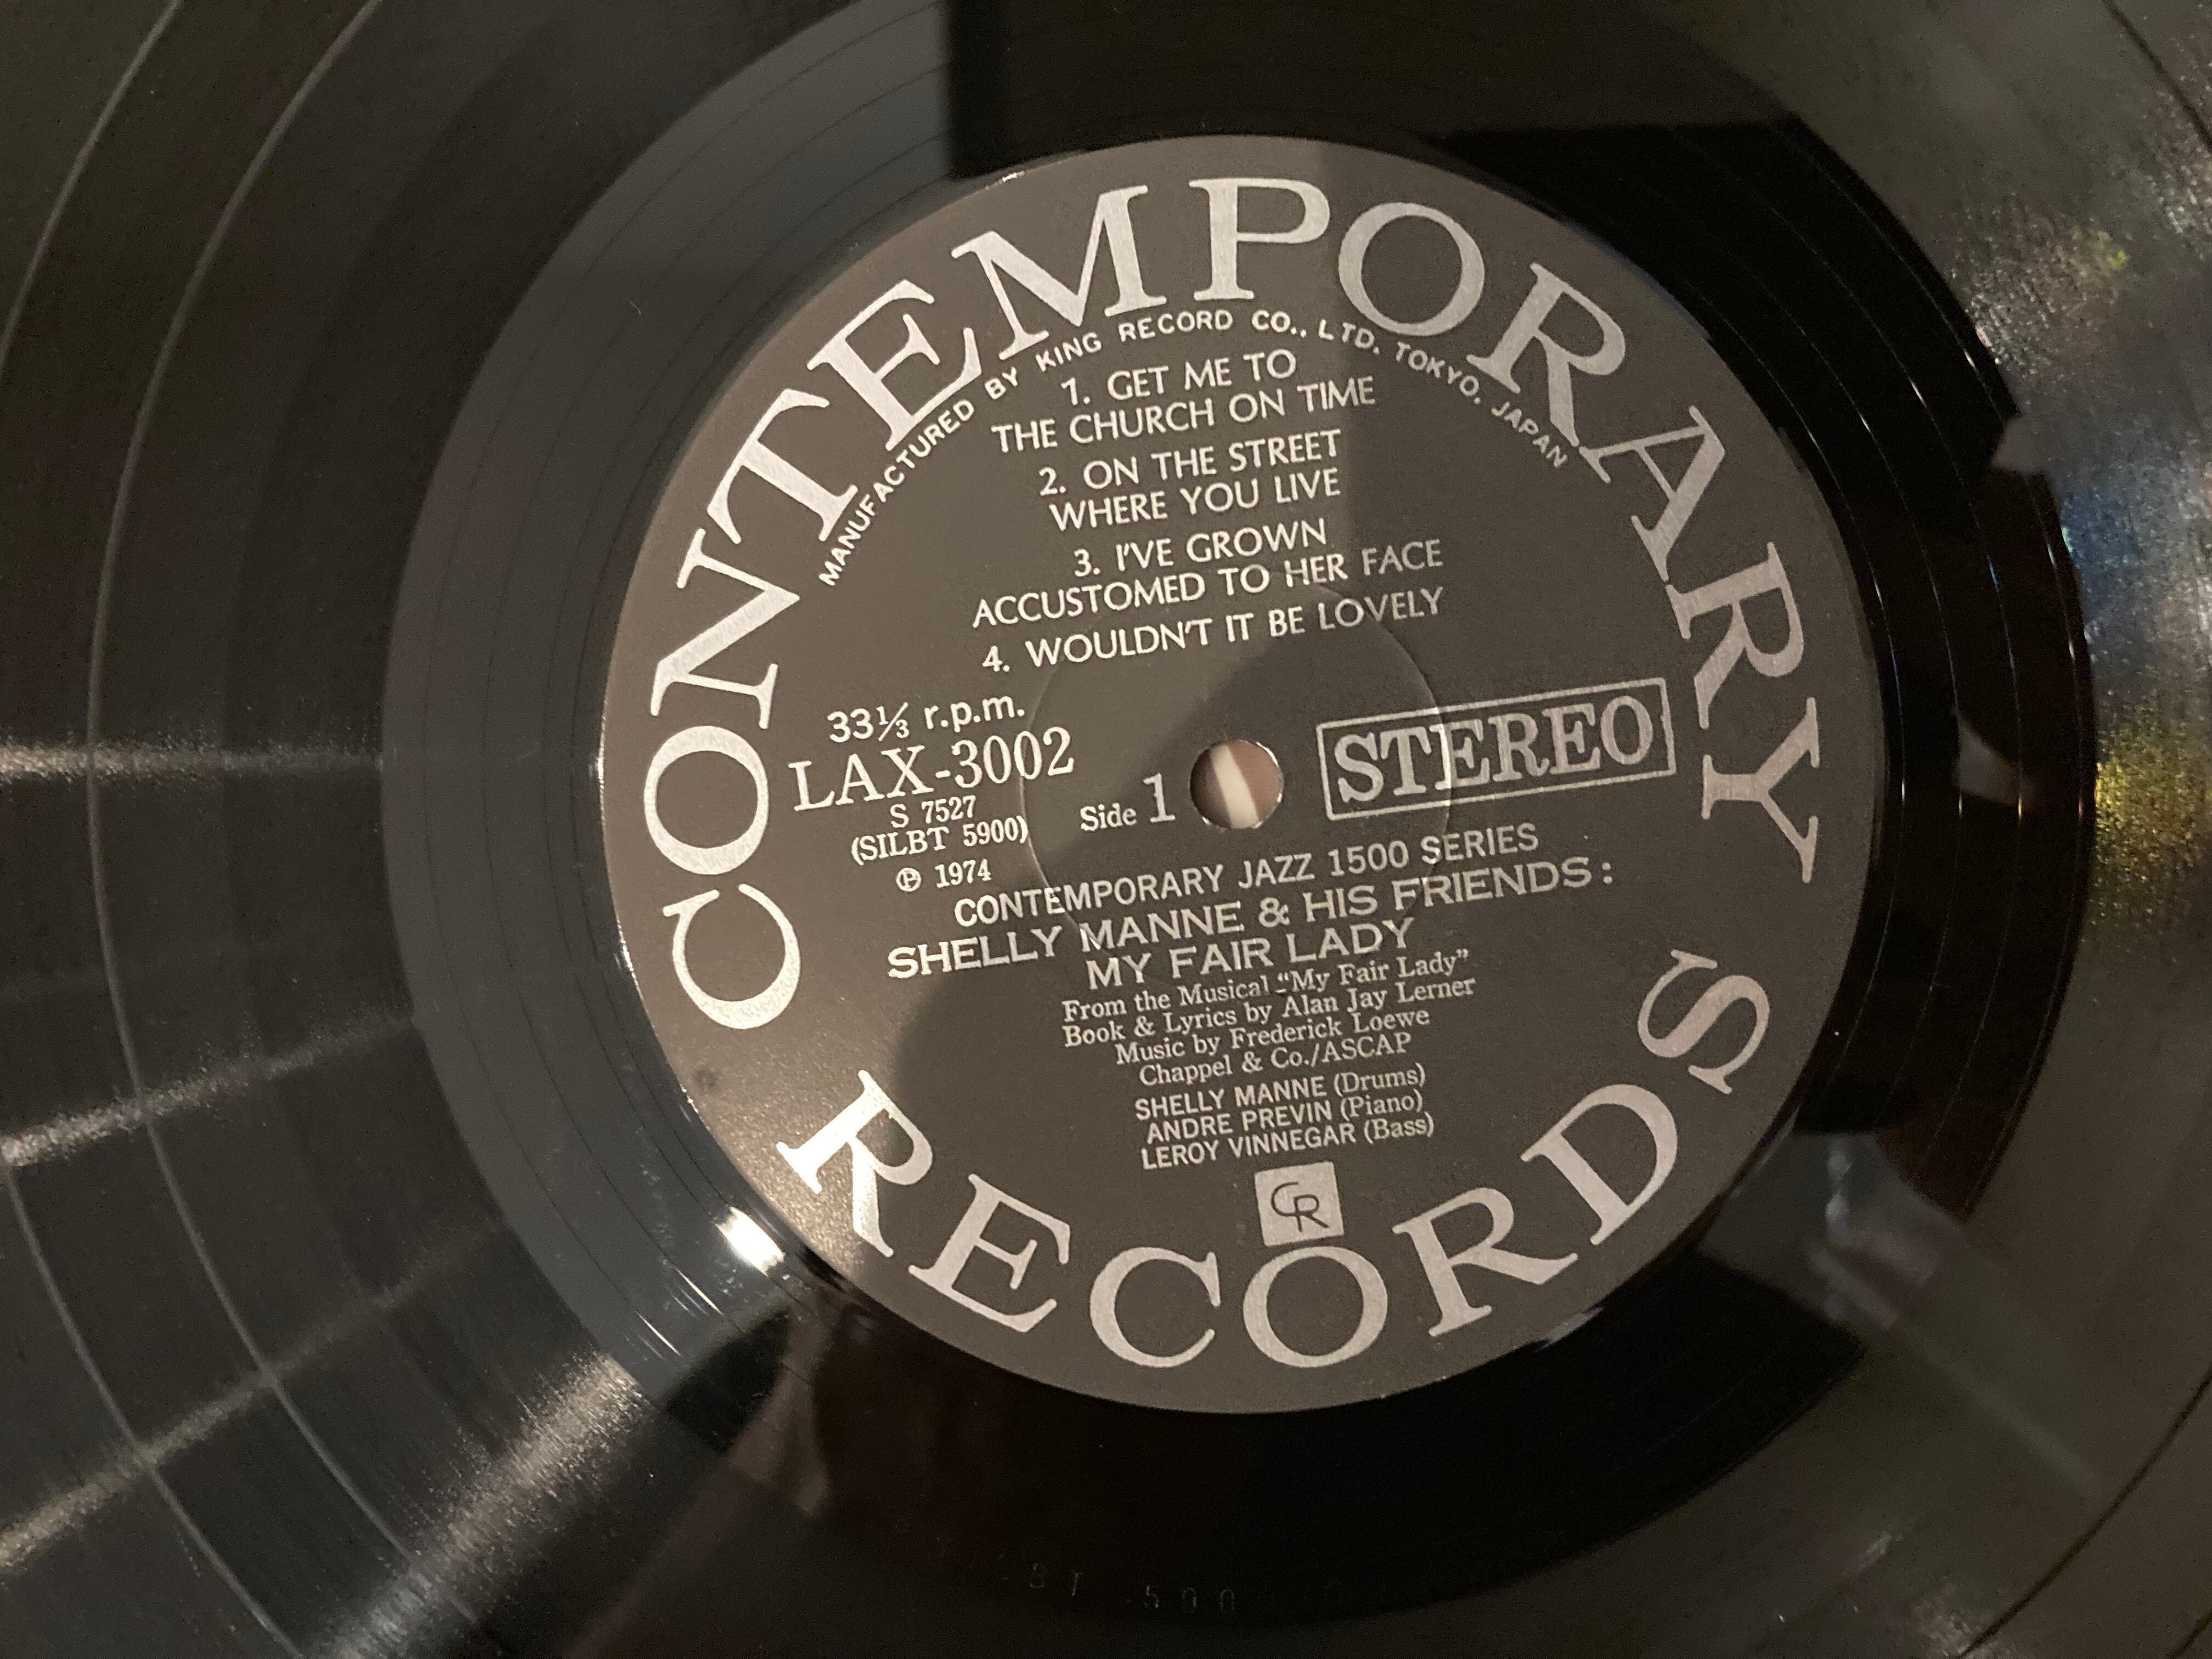 CONTEMPORARY
MANUFACTURED BY KING RECORD CO., LTD. TOKYO, JAPAN
1. GET ME TO
THE CHURCH ON TIME
2. ON THE STREET
WHERE YOU LIVE
3. I'VE GROWN
ACCUSTOMED TO HER FACE
4. WOULDN'T IT BE LOVELY
33⅓ r.p.m.
LAX-3002
S 7527
(SILBT 5900)
℗ 1974
Side 1
STEREO
CONTEMPORARY JAZZ 1500 SERIES
SHELLY MANNE & HIS FRIENDS:
MY FAIR LADY
From the Musical "My Fair Lady"
Book & Lyrics by Alan Jay Lerner
Music by Frederick Loewe
Chappel & Co./ASCAP
SHELLY MANNE (Drums)
ANDRE PREVIN (Piano)
LEROY VINNEGAR (Bass)
CR
RECORDS